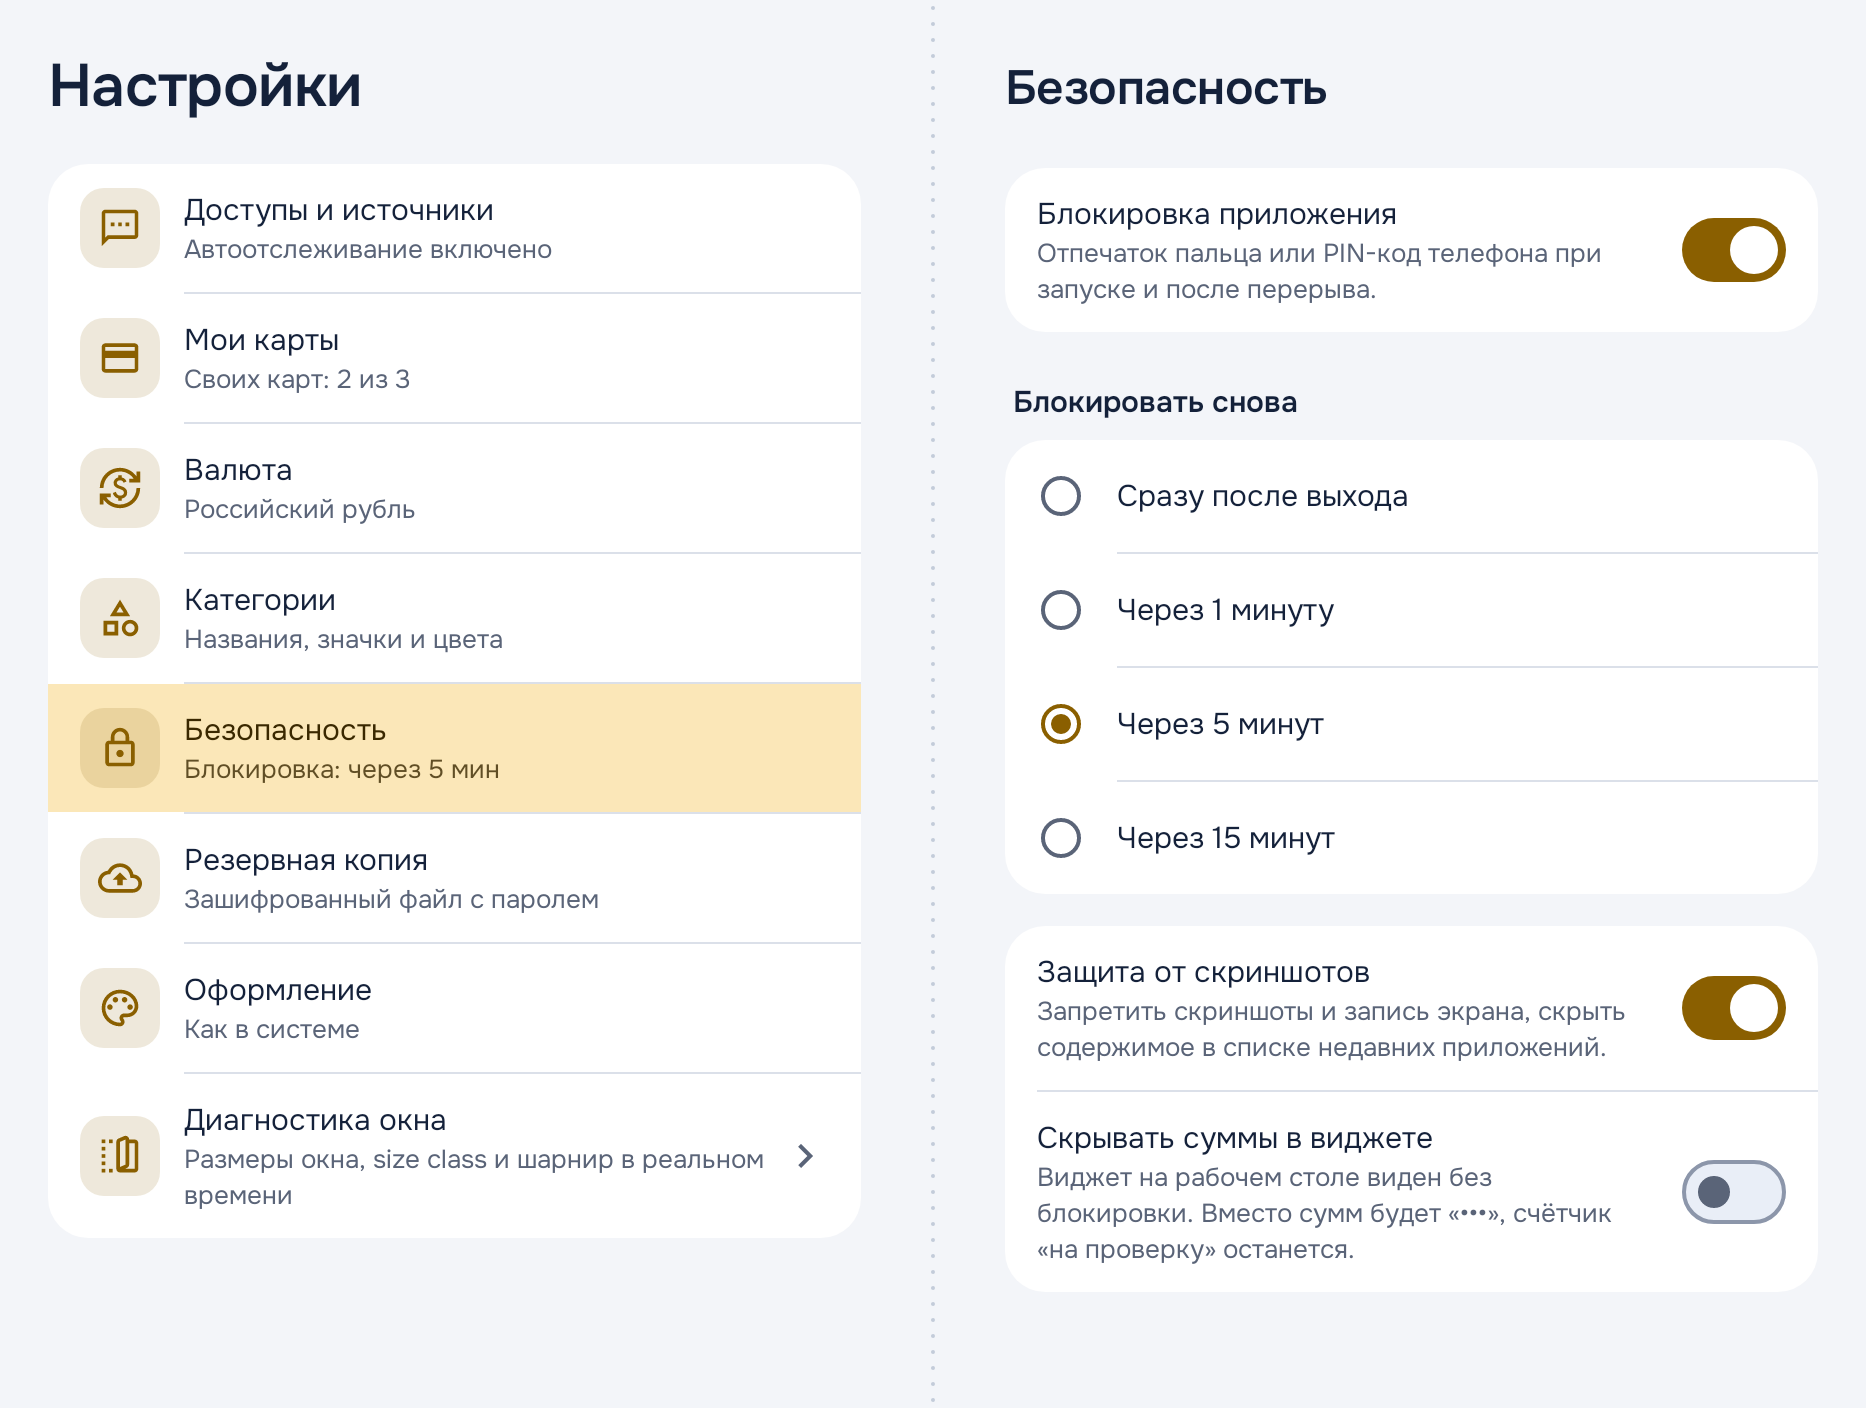 Настройки
Доступы и источники
Автоотслеживание включено
Мои карты
Своих карт: 2 из 3
Валюта
Российский рубль
Категории
Названия, значки и цвета
Безопасность
Блокировка: через 5 мин
Резервная копия
Зашифрованный файл с паролем
Оформление
Как в системе
Диагностика окна
Размеры окна, size class и шарнир в реальном
времени
Безопасность
Блокировка приложения
Отпечаток пальца или PIN-код телефона при
запуске и после перерыва.
Блокировать снова
Сразу после выхода
Через 1 минуту
Через 5 минут
Через 15 минут
Защита от скриншотов
Запретить скриншоты и запись экрана, скрыть
содержимое в списке недавних приложений.
Скрывать суммы в виджете
Виджет на рабочем столе виден без
блокировки. Вместо сумм будет «•••», счётчик
«на проверку» останется.